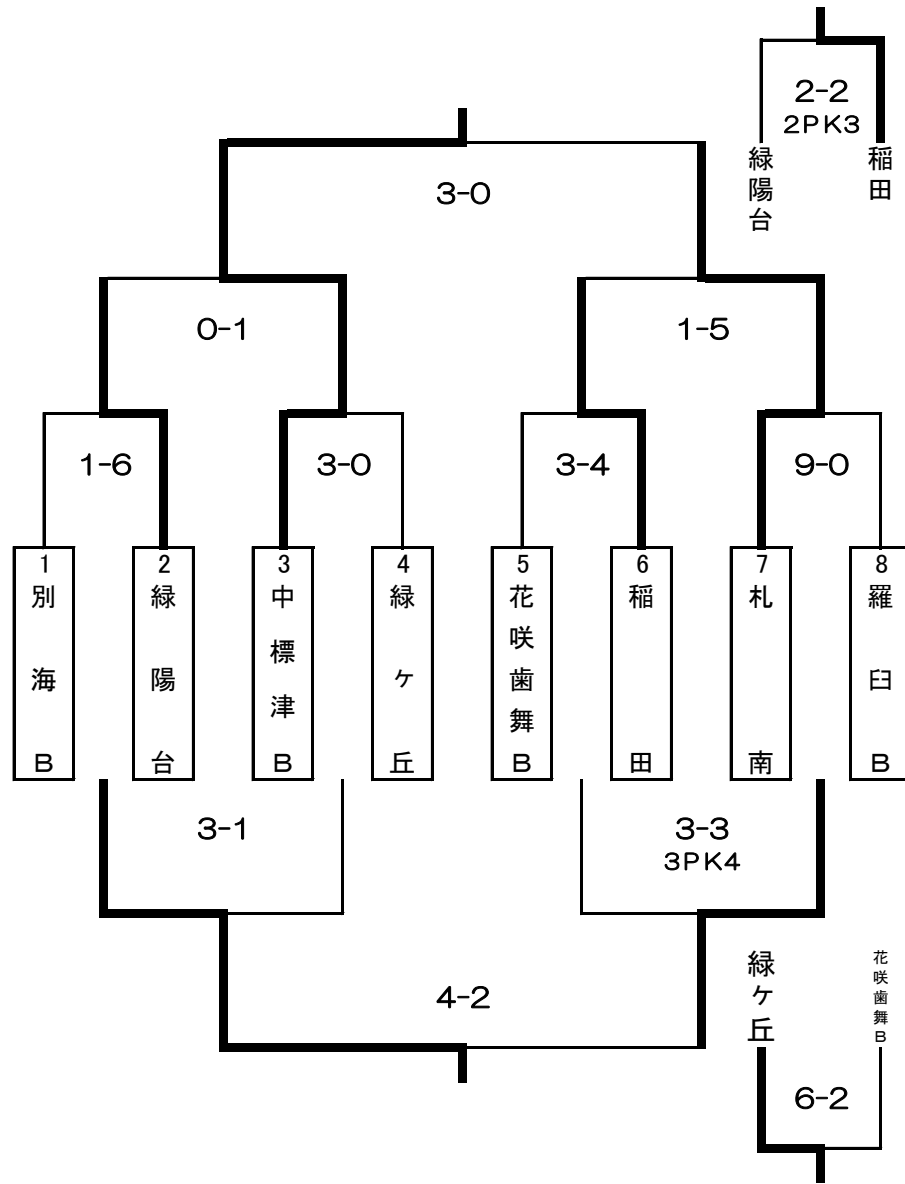 2-2
2PK3
緑陽台
稲田
3-0
0-1
1-5
1-6
3-0
3-4
9-0
1
別海B
2
緑陽台
3
中標津B
4
緑ヶ丘
5
花咲歯舞B
6
稲田
7
札南
8
羅臼B
3-1
3-3
3PK4
4-2
緑ケ丘
花咲歯舞B
6-2